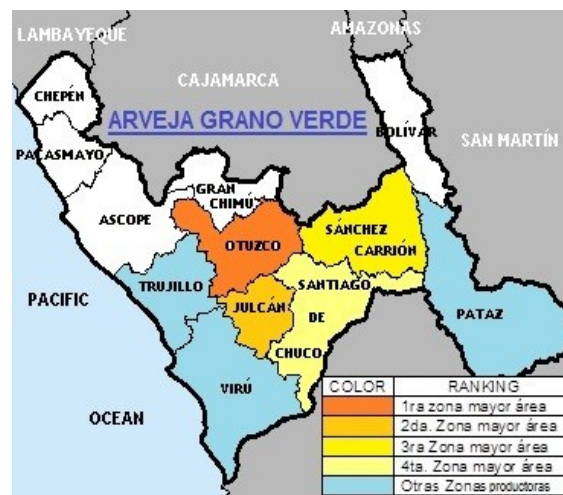 LAMBAYEQUE
AMAZONAS
CAJAMARCA
CHEPÉN
ARVEJA GRANO VERDE
BOLÍVAR
SAN MARTÍN
PACASMAYO
GRAN
CHIMÚ
ASCOPE
SÁNCHEZ
CARRIÓN
OTUZCO
TRUJILLO
SANTIAGO
PACIFIC
JULCÁN
DE
PATAZ
CHUCO
VIRÚ
OCEAN
COLOR RANKING
1ra zona mayor área
2da. Zona mayor área
3ra Zona mayor área
4ta. Zona mayor área
Otras Zonas productoras